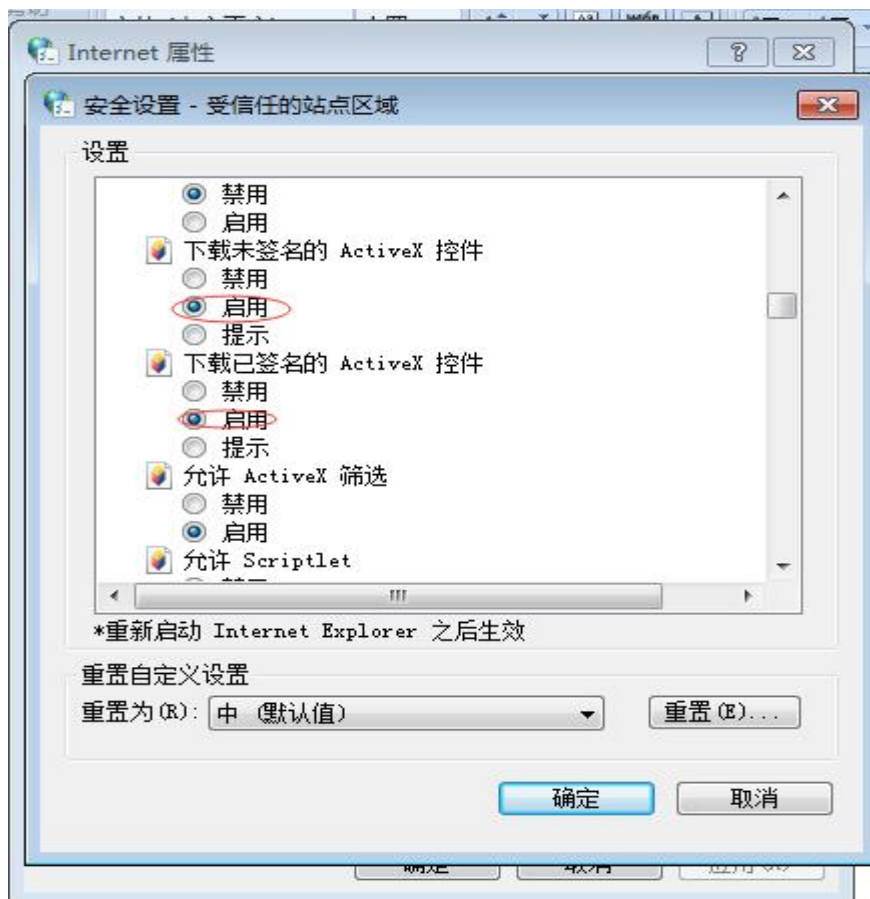 Internet 属性
安全设置 - 受信任的站点区域
设置
禁用
启用
下载未签名的 ActiveX 控件
禁用
启用
提示
下载已签名的 ActiveX 控件
禁用
启用
提示
允许 ActiveX 筛选
禁用
启用
允许 Scriptlet
*重新启动 Internet Explorer 之后生效
重置自定义设置
重置为(R): 中 (默认值) 重置(E)...
确定 取消